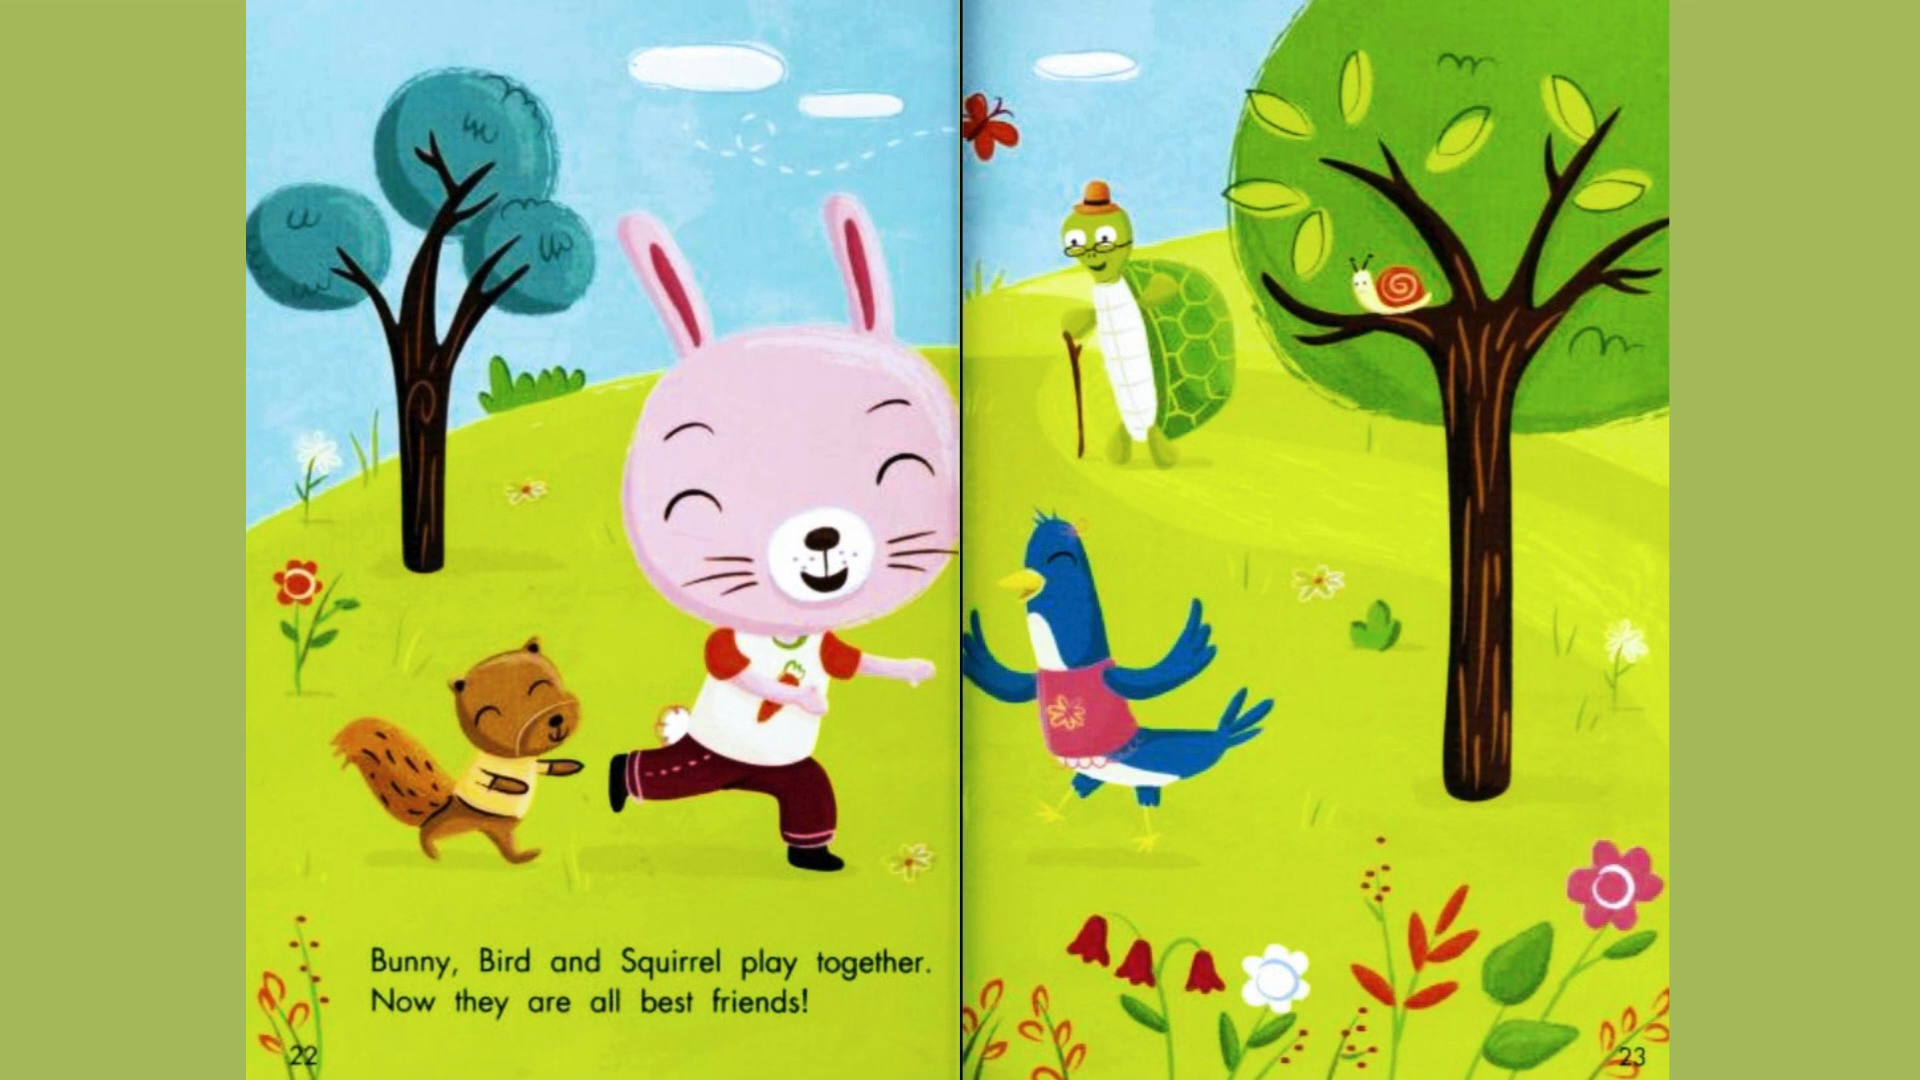 Bunny, Bird and Squirrel play together.
Now they are all best friends!
22
23